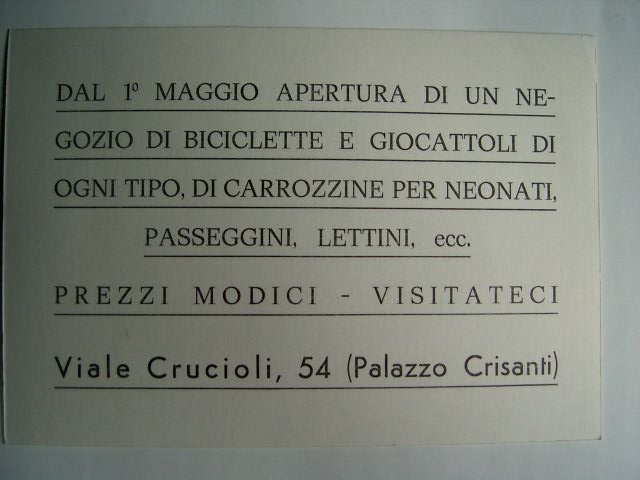 DAL 1º MAGGIO APERTURA DI UN NE-
GOZIO DI BICICLETTE E GIOCATTOLI DI
OGNI TIPO, DI CARROZZINE PER NEONATI,
PASSEGGINI, LETTINI, ecc.
PREZZI MODICI - VISITATECI
Viale Crucioli, 54 (Palazzo Crisanti)